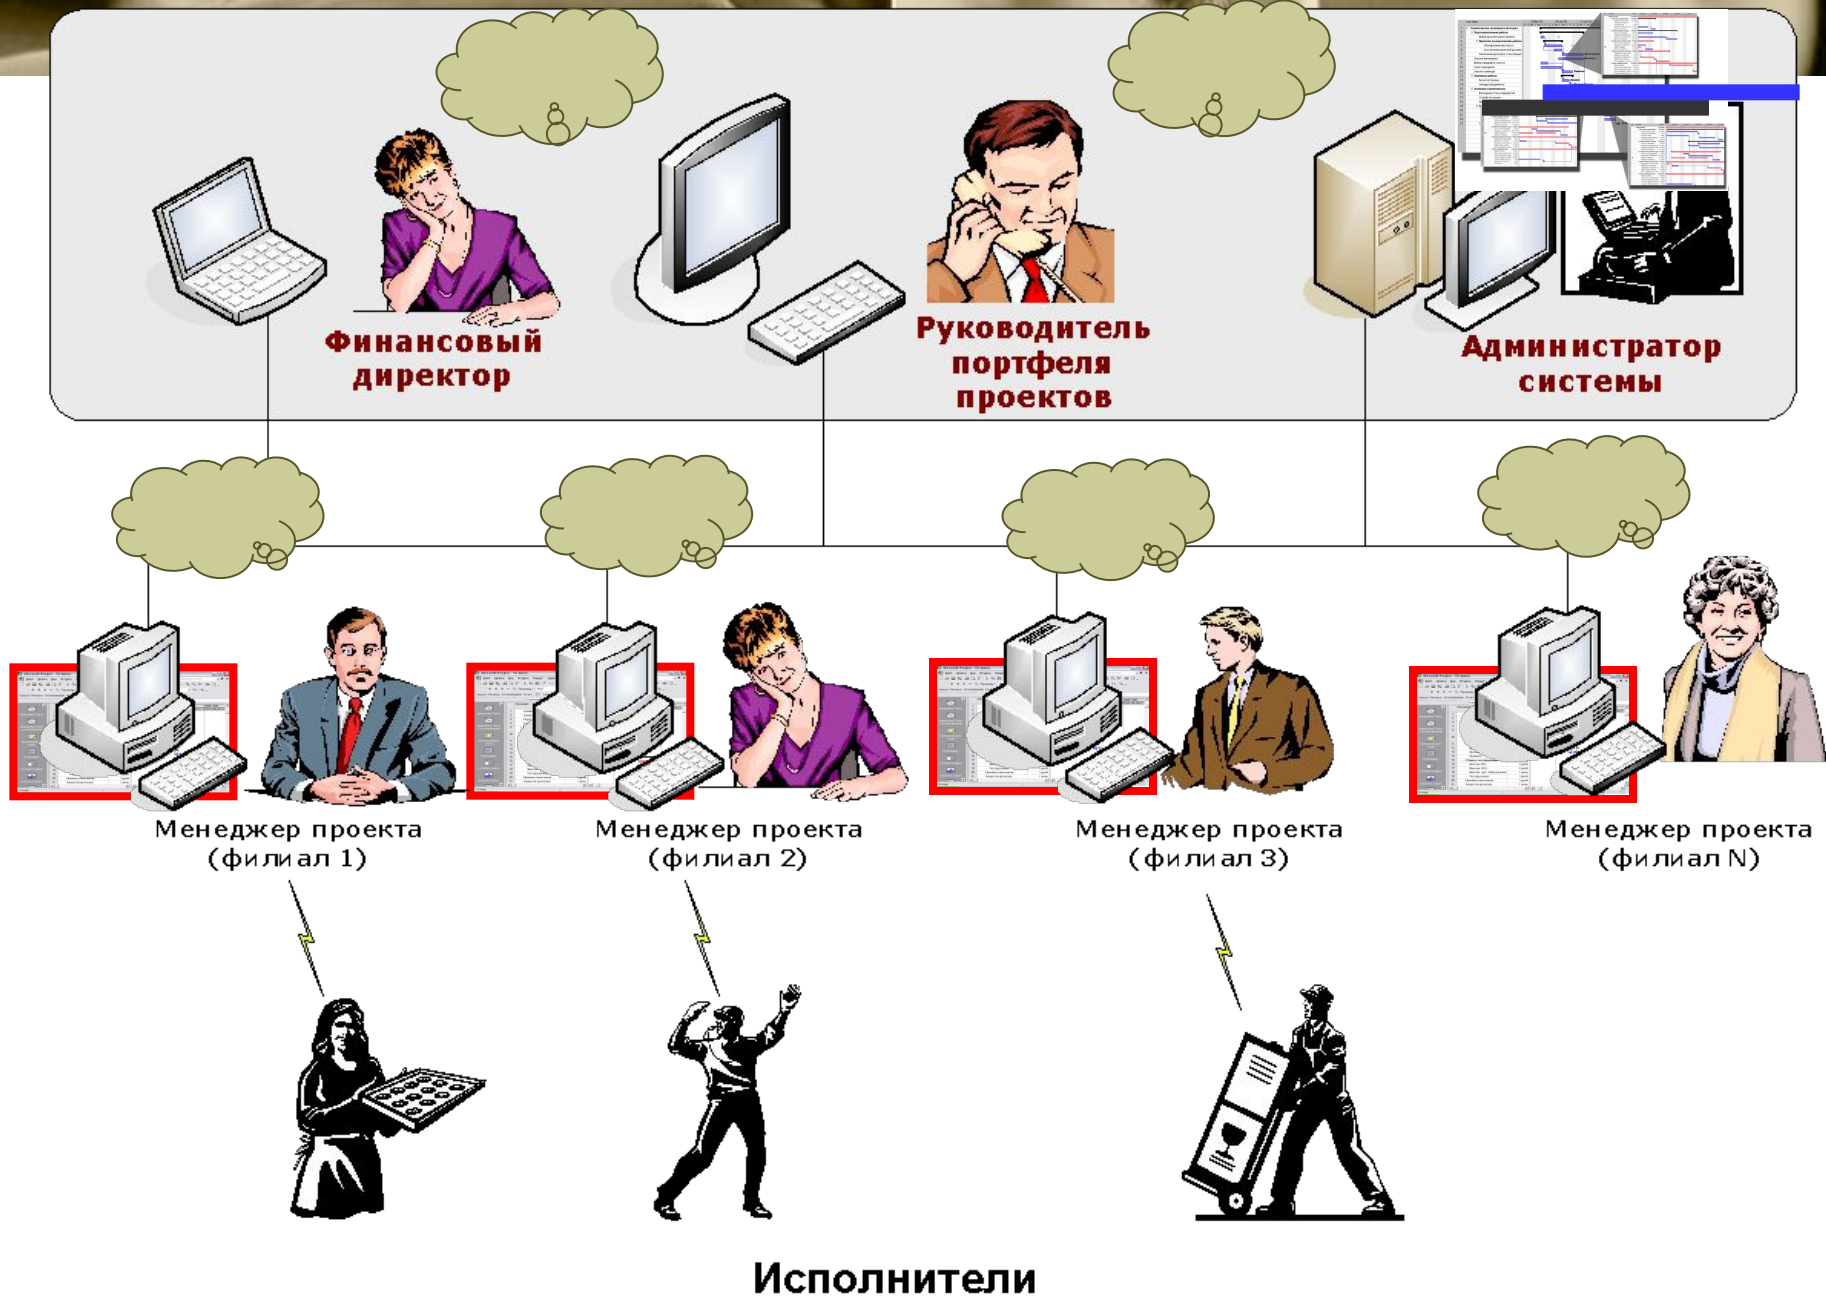 Финансовый
директор
Руководитель
портфеля
проектов
Администратор
системы
Менеджер проекта
(филиал 1)
Менеджер проекта
(филиал 2)
Менеджер проекта
(филиал 3)
Менеджер проекта
(филиал N)
Исполнители